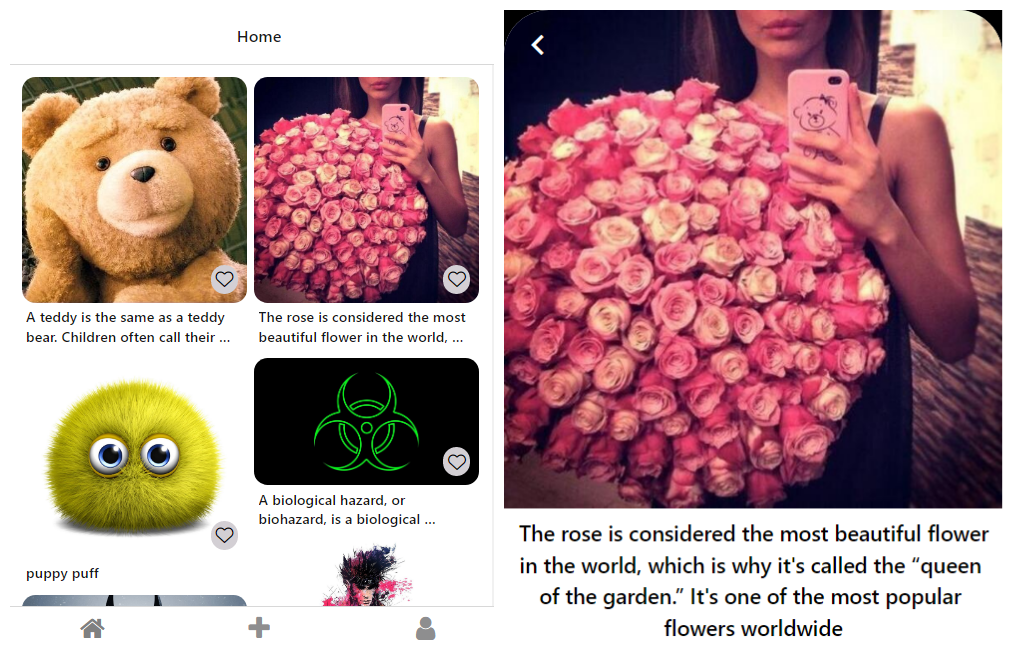 Home
A teddy is the same as a teddy
bear. Children often call their ...
The rose is considered the most
beautiful flower in the world, ...
A biological hazard, or
biohazard, is a biological ...
puppy puff
The rose is considered the most beautiful flower
in the world, which is why it's called the “queen
of the garden.” It's one of the most popular
flowers worldwide